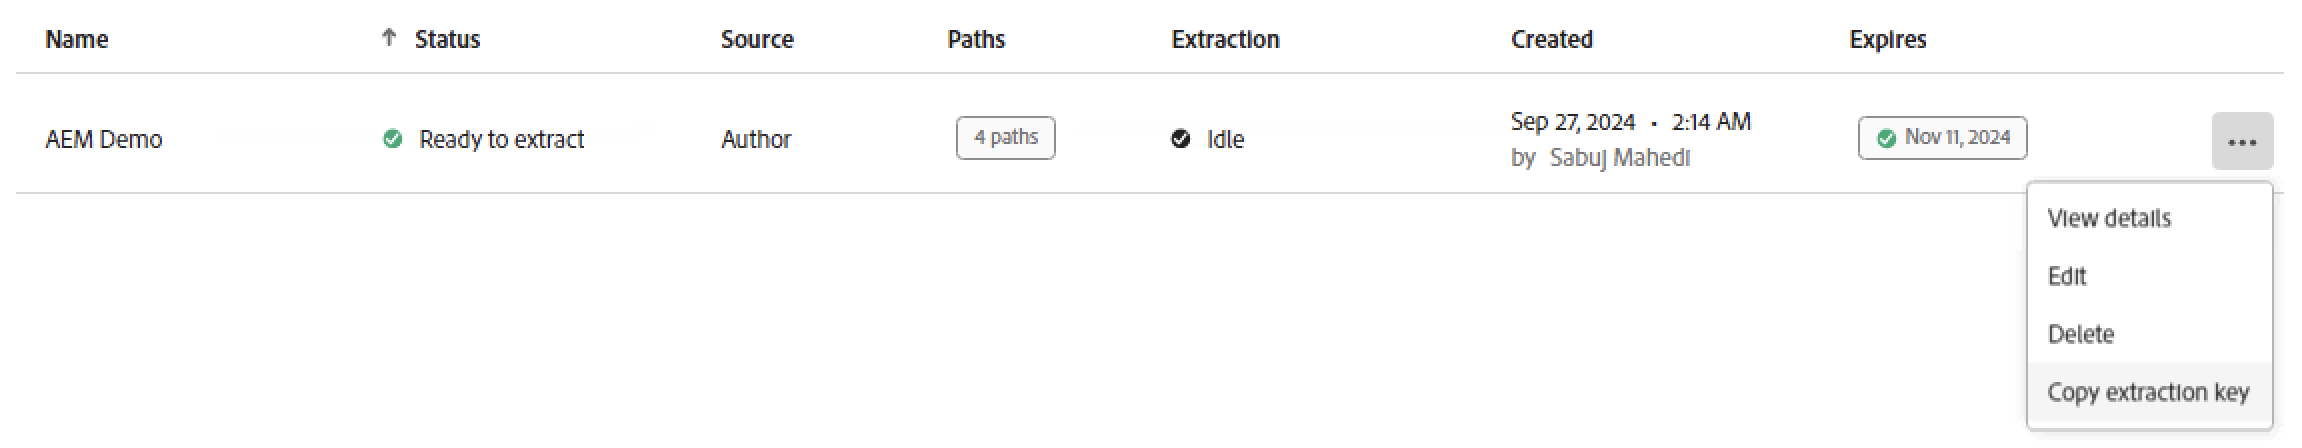 Name Status Source Paths Extraction Created Expires
AEM Demo Ready to extract Author 4 paths Idle Sep 27, 2024 • 2:14 AM Nov 11, 2024
by Sabuj Mahedi
View details
Edit
Delete
Copy extraction key